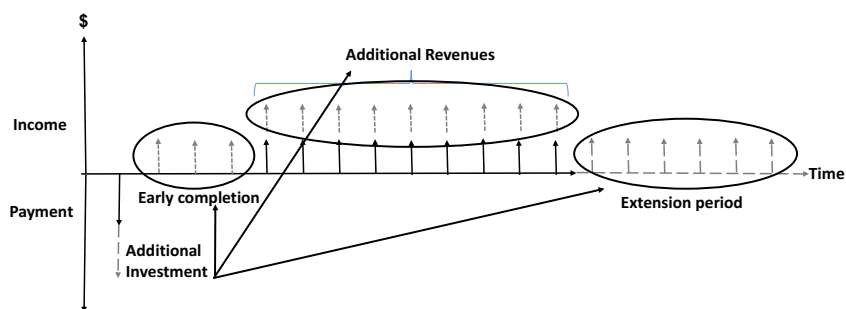 $
Additional Revenues
Income
Time
Early completion
Payment
Extension period
Additional
Investment